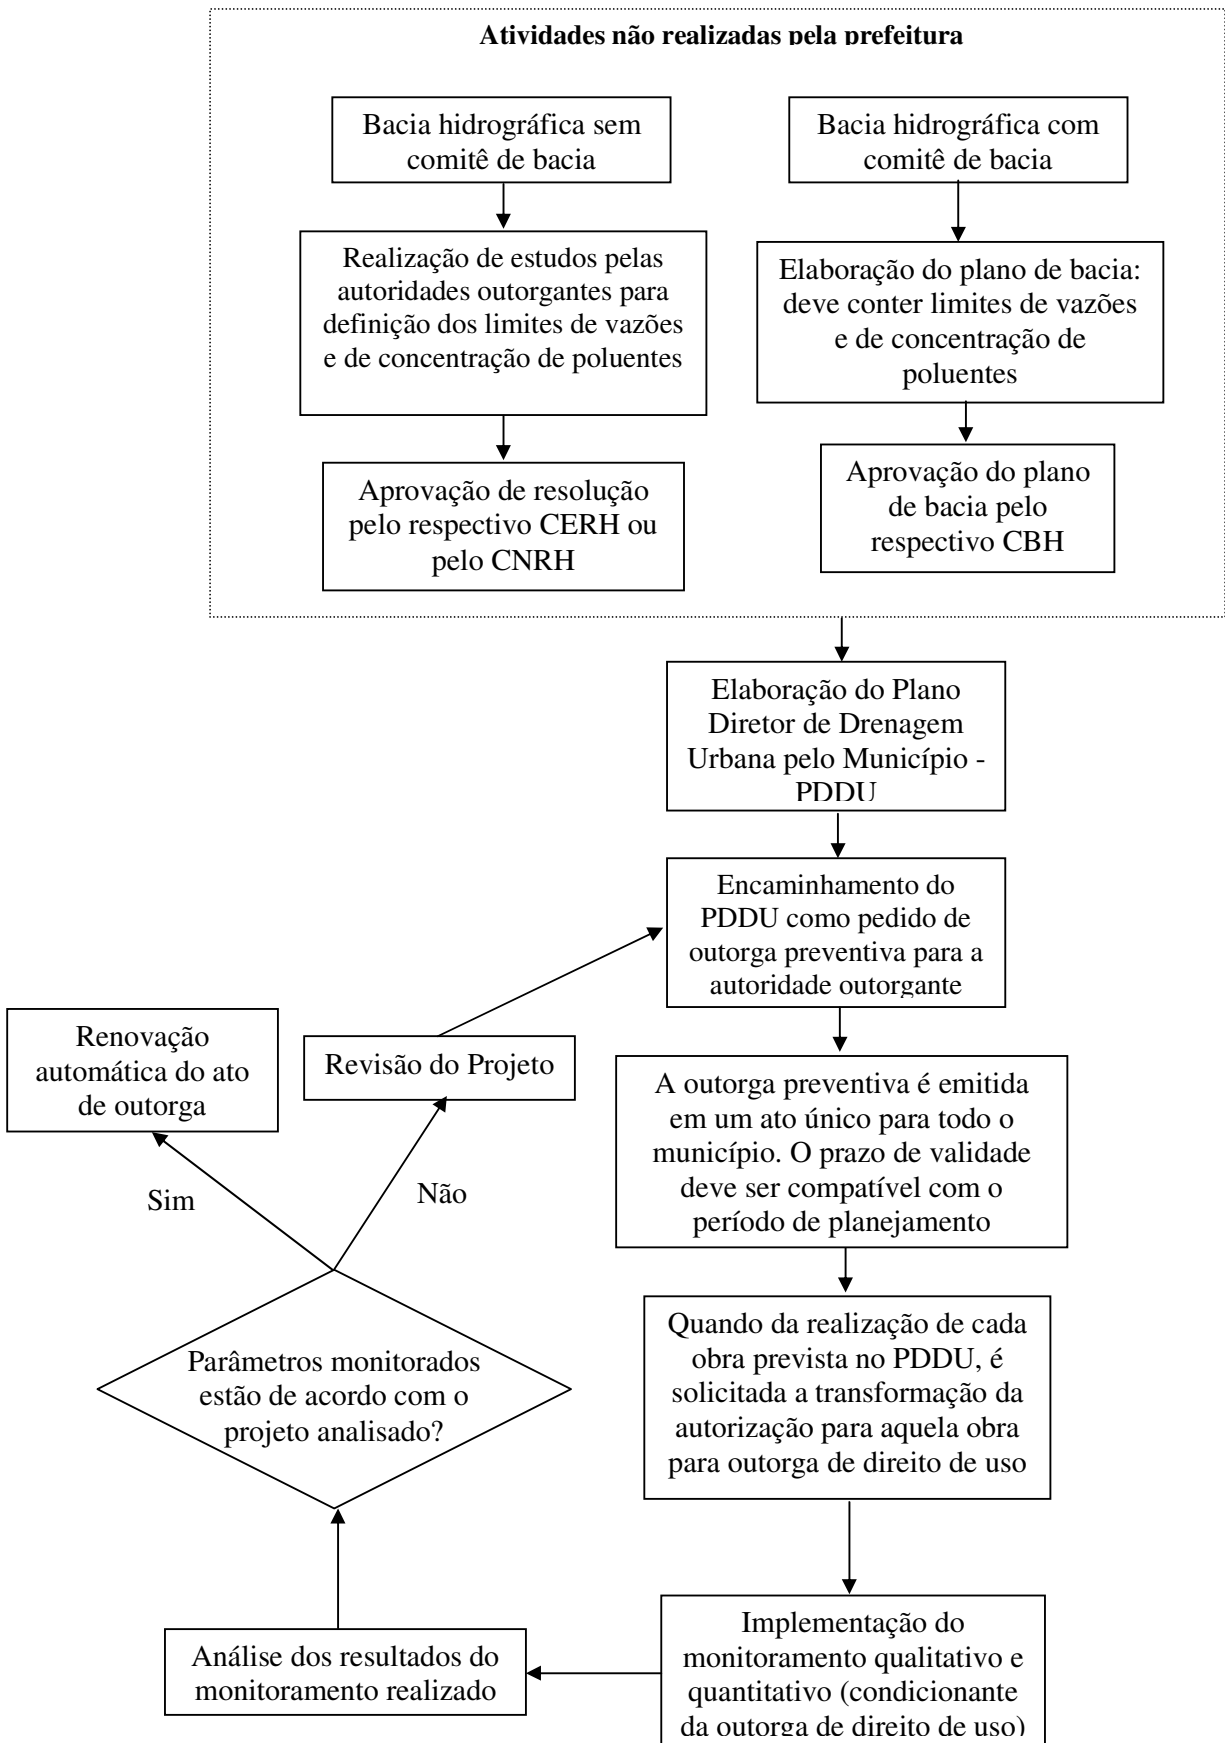 Atividades não realizadas pela prefeitura
Bacia hidrográfica sem
comitê de bacia
Bacia hidrográfica com
comitê de bacia
Realização de estudos pelas
autoridades outorgantes para
definição dos limites de vazões
e de concentração de poluentes
Elaboração do plano de bacia:
deve conter limites de vazões
e de concentração de
poluentes
Aprovação de resolução
pelo respectivo CERH ou
pelo CNRH
Aprovação do plano
de bacia pelo
respectivo CBH
Elaboração do Plano
Diretor de Drenagem
Urbana pelo Município -
PDDU
Encaminhamento do
PDDU como pedido de
outorga preventiva para a
autoridade outorgante
Renovação
automática do ato
de outorga
Revisão do Projeto
A outorga preventiva é emitida
em um ato único para todo o
município. O prazo de validade
deve ser compatível com o
período de planejamento
Sim
Não
Quando da realização de cada
obra prevista no PDDU, é
solicitada a transformação da
autorização para aquela obra
para outorga de direito de uso
Parâmetros monitorados
estão de acordo com o
projeto analisado?
Implementação do
monitoramento qualitativo e
quantitativo (condicionante
da outorga de direito de uso)
Análise dos resultados do
monitoramento realizado